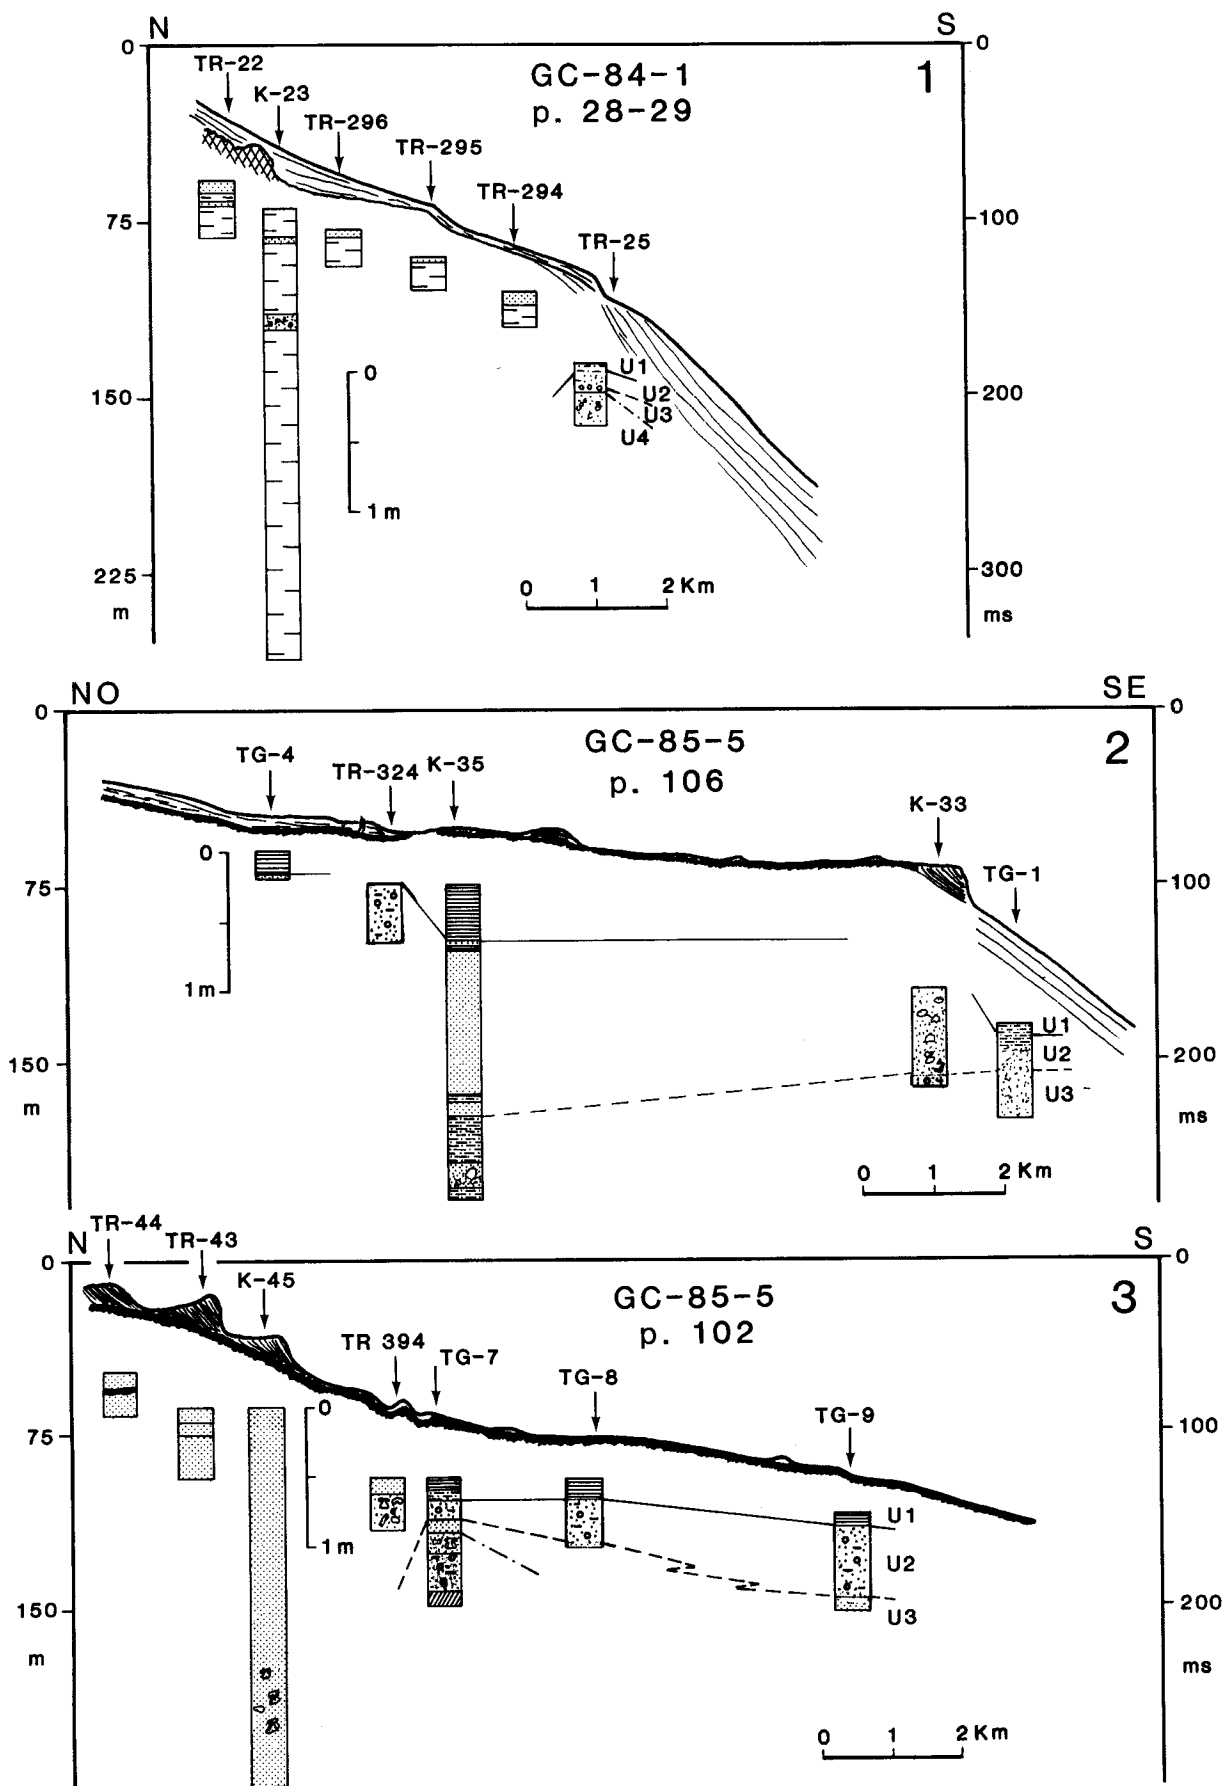 N
S
0
0
GC-84-1
p. 28-29
1
TR-22
K-23
TR-296
TR-295
TR-294
TR-25
75
100
U1
U2
U3
U4
0
1 m
150
200
225
300
m
ms
0 1 2 Km
NO
SE
0
0
GC-85-5
p. 106
2
TG-4
TR-324
K-35
K-33
TG-1
0
1 m
75
100
U1
U2
U3
150
200
m
ms
0 1 2 Km
N
S
0
0
GC-85-5
p. 102
3
TR-44
TR-43
K-45
TR 394
TG-7
TG-8
TG-9
0
1 m
75
100
U1
U2
U3
150
200
m
ms
0 1 2 Km